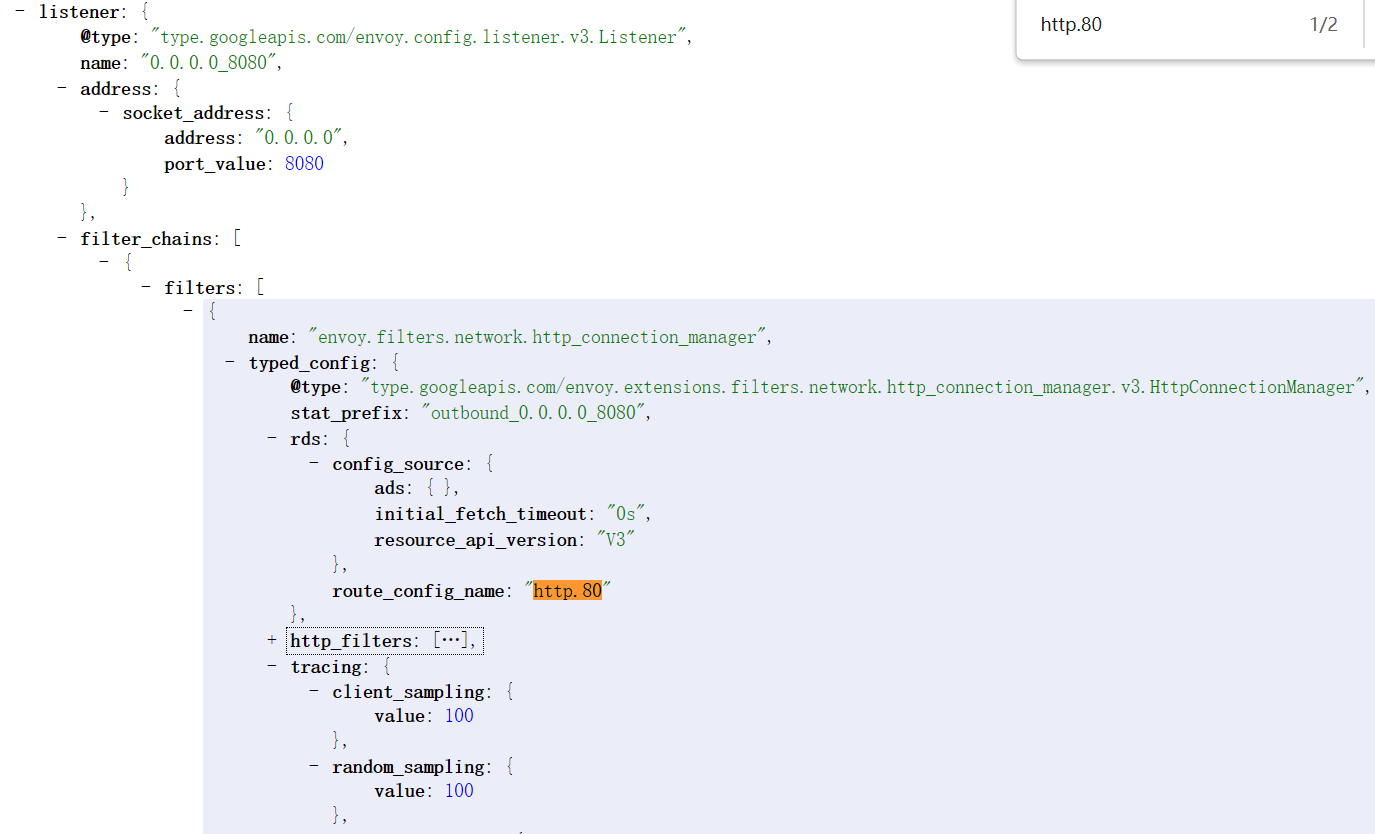 - listener: {
@type: "type.googleapis.com/envoy.config.listener.v3.Listener",
name: "0.0.0.0_8080",
- address: {
- socket_address: {
address: "0.0.0.0",
port_value: 8080
}
},
- filter_chains: [
- {
- filters: [
- {
name: "envoy.filters.network.http_connection_manager",
- typed_config: {
@type: "type.googleapis.com/envoy.extensions.filters.network.http_connection_manager.v3.HttpConnectionManager",
stat_prefix: "outbound_0.0.0.0_8080",
- rds: {
- config_source: {
ads: { },
initial_fetch_timeout: "0s",
resource_api_version: "V3"
},
route_config_name: "http.80"
},
+ http_filters: […],
- tracing: {
- client_sampling: {
value: 100
},
- random_sampling: {
value: 100
},
http.80 1/2